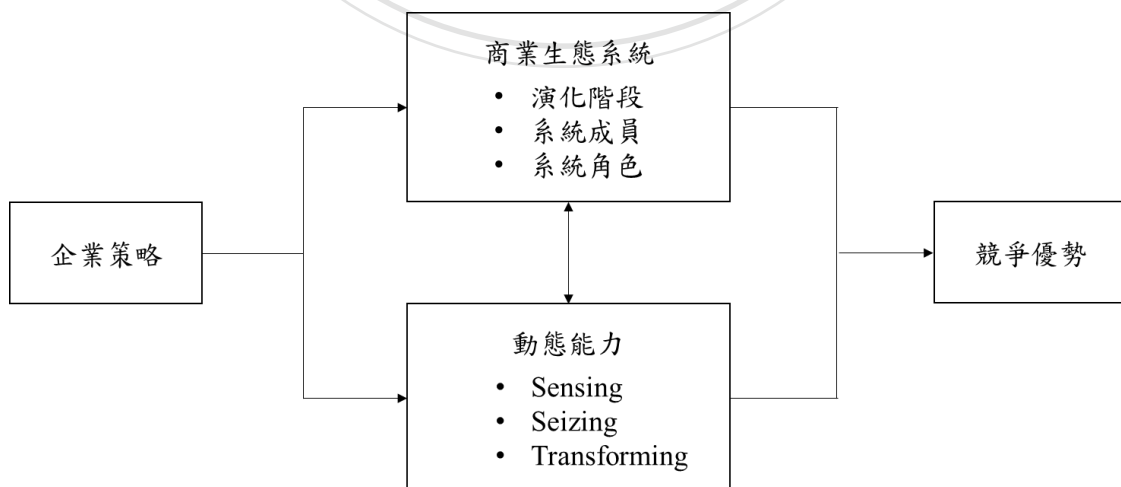 商業生態系統
• 演化階段
• 系統成員
• 系統角色
企業策略
競爭優勢
動態能力
• Sensing
• Seizing
• Transforming